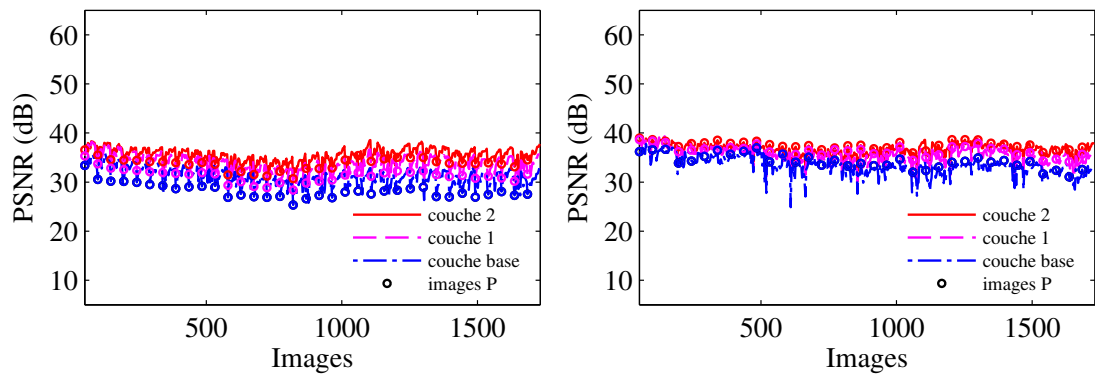 PSNR (dB)
60
50
40
30
20
10
couche 2
couche 1
couche base
images P
500
1000
1500
Images
PSNR (dB)
60
50
40
30
20
10
couche 2
couche 1
couche base
images P
500
1000
1500
Images